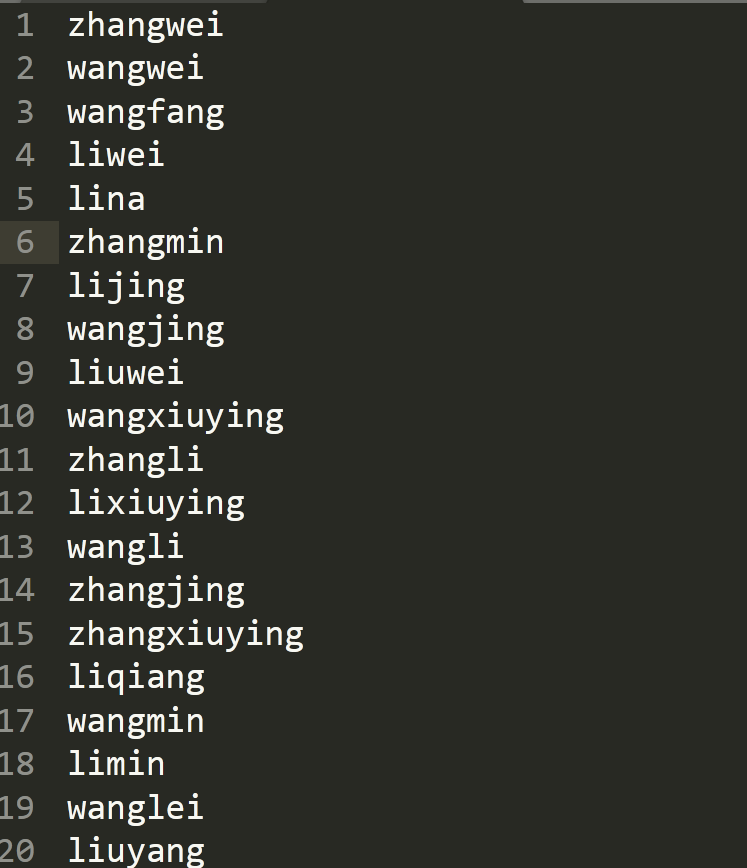 1 zhangwei
2 wangwei
3 wangfang
4 liwei
5 lina
6 zhangmin
7 lijing
8 wangjing
9 liuwei
10 wangxiuying
11 zhangli
12 lixiuying
13 wangli
14 zhangjing
15 zhangxiuying
16 liqiang
17 wangmin
18 limin
19 wanglei
20 liuyang